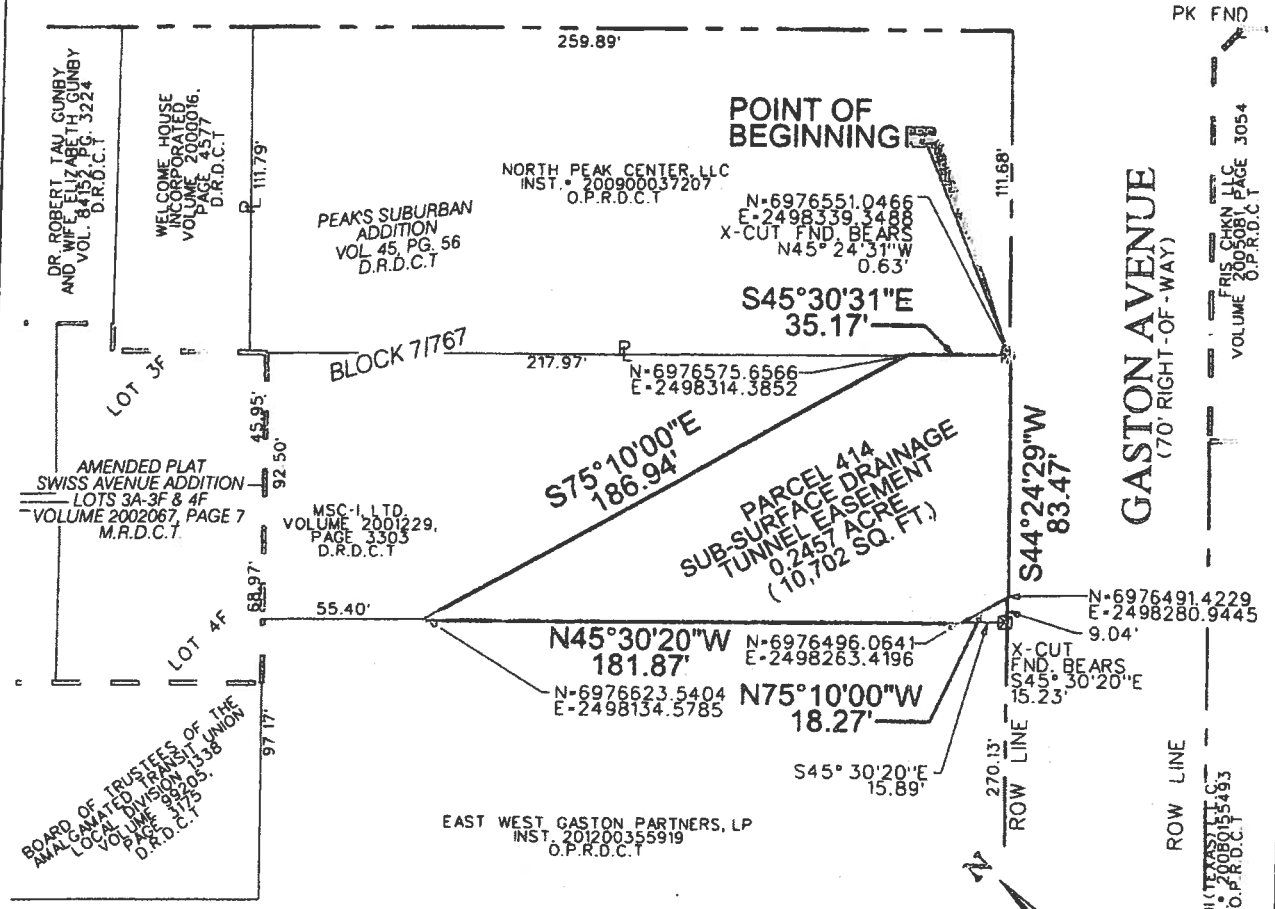 PK FND
259.89'
DR. ROBERT TAU GUNBY
AND WIFE, ELIZABETH GUNBY
VOL. 84152, PG. 3224
D.R.D.C.T
WELCOME HOUSE
INCORPORATED
VOLUME 2000016,
PAGE 4577
D.R.D.C.T
111.79'
PEAK'S SUBURBAN
ADDITION
VOL 45, PG. 56
D.R.D.C.T
NORTH PEAK CENTER, LLC
INST.* 200900037207
O.P.R.D.C.T
POINT OF
BEGINNING
N=6976551.0466
E=2498339.3488
X-CUT FND. BEARS
N45° 24'31"W
0.63'
111.68'
S45°30'31"E
35.17'
GASTON AVENUE
(70' RIGHT-OF-WAY)
FRIS CHKN LLC
VOLUME 2005081, PAGE 3054
O.P.R.D.C.T
LOT 3F
BLOCK 7/767
217.97'
N=6976575.6566
E=2498314.3852
45.95'
92.50'
68.97'
AMENDED PLAT
SWISS AVENUE ADDITION
LOTS 3A-3F & 4F
VOLUME 2002067, PAGE 7
M.R.D.C.T.
MSC-I, LTD.
VOLUME 2001229,
PAGE 3303
D.R.D.C.T
S75°10'00"E
186.94'
PARCEL 414
SUB-SURFACE DRAINAGE
TUNNEL EASEMENT
0.2457 ACRE
(10,702 SQ. FT.)
S44°24'29"W
83.47'
LOT 4F
55.40'
N45°30'20"W
181.87'
N=6976496.0641
E=2498263.4196
N=6976491.4229
E=2498280.9445
9.04'
X-CUT
FND. BEARS
S45° 30'20"E
15.23'
N=6976623.5404
E=2498134.5785
N75°10'00"W
18.27'
S45° 30'20"E
15.89'
97.17'
BOARD OF TRUSTEES OF THE
AMALGAMATED TRANSIT UNION
LOCAL DIVISION 1338
VOLUME 99205,
PAGE 3175
D.R.D.C.T
EAST WEST GASTON PARTNERS, LP
INST. 201200355919
O.P.R.D.C.T
270.13'
ROW LINE
ROW LINE
(TEXAS)
* 20080155493
O.P.R.D.C.T
N